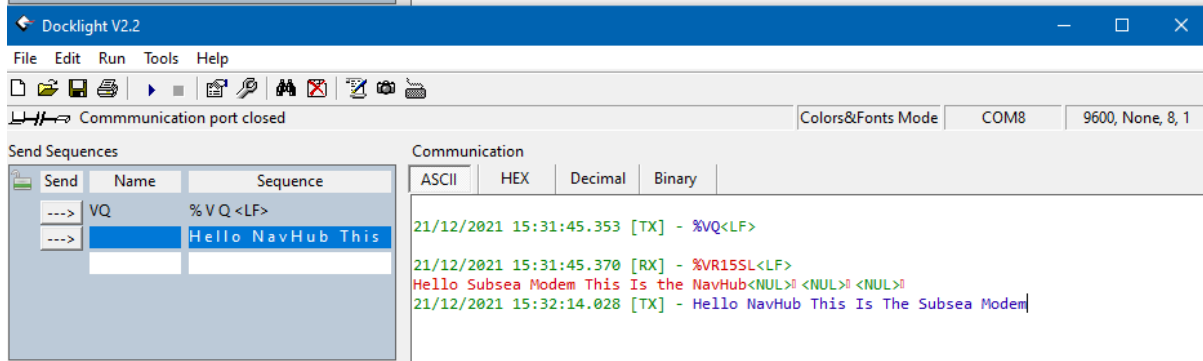 Docklight V2.2
File Edit Run Tools Help
Commmunication port closed Colors&Fonts Mode COM8 9600, None, 8, 1
Send Sequences
Send Name Sequence
---> VQ % V Q <LF>
---> Hello NavHub This
Communication
ASCII HEX Decimal Binary
21/12/2021 15:31:45.353 [TX] - %VQ<LF>
21/12/2021 15:31:45.370 [RX] - %VR15SL<LF>
Hello Subsea Modem This Is the NavHub<NUL>▯<NUL>▯<NUL>▯
21/12/2021 15:32:14.028 [TX] - Hello NavHub This Is The Subsea Modem